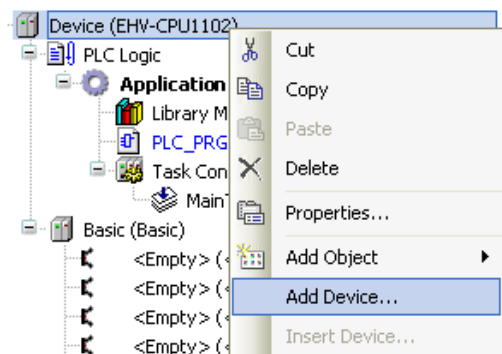 Device (EHV-CPU1102)
PLC Logic
Application
Library M
PLC_PRG
Task Con
MainT
Basic (Basic)
<Empty> (<
<Empty> (<
<Empty> (<
<Empty> (<
Cut
Copy
Paste
Delete
Properties...
Add Object
Add Device...
Insert Device...